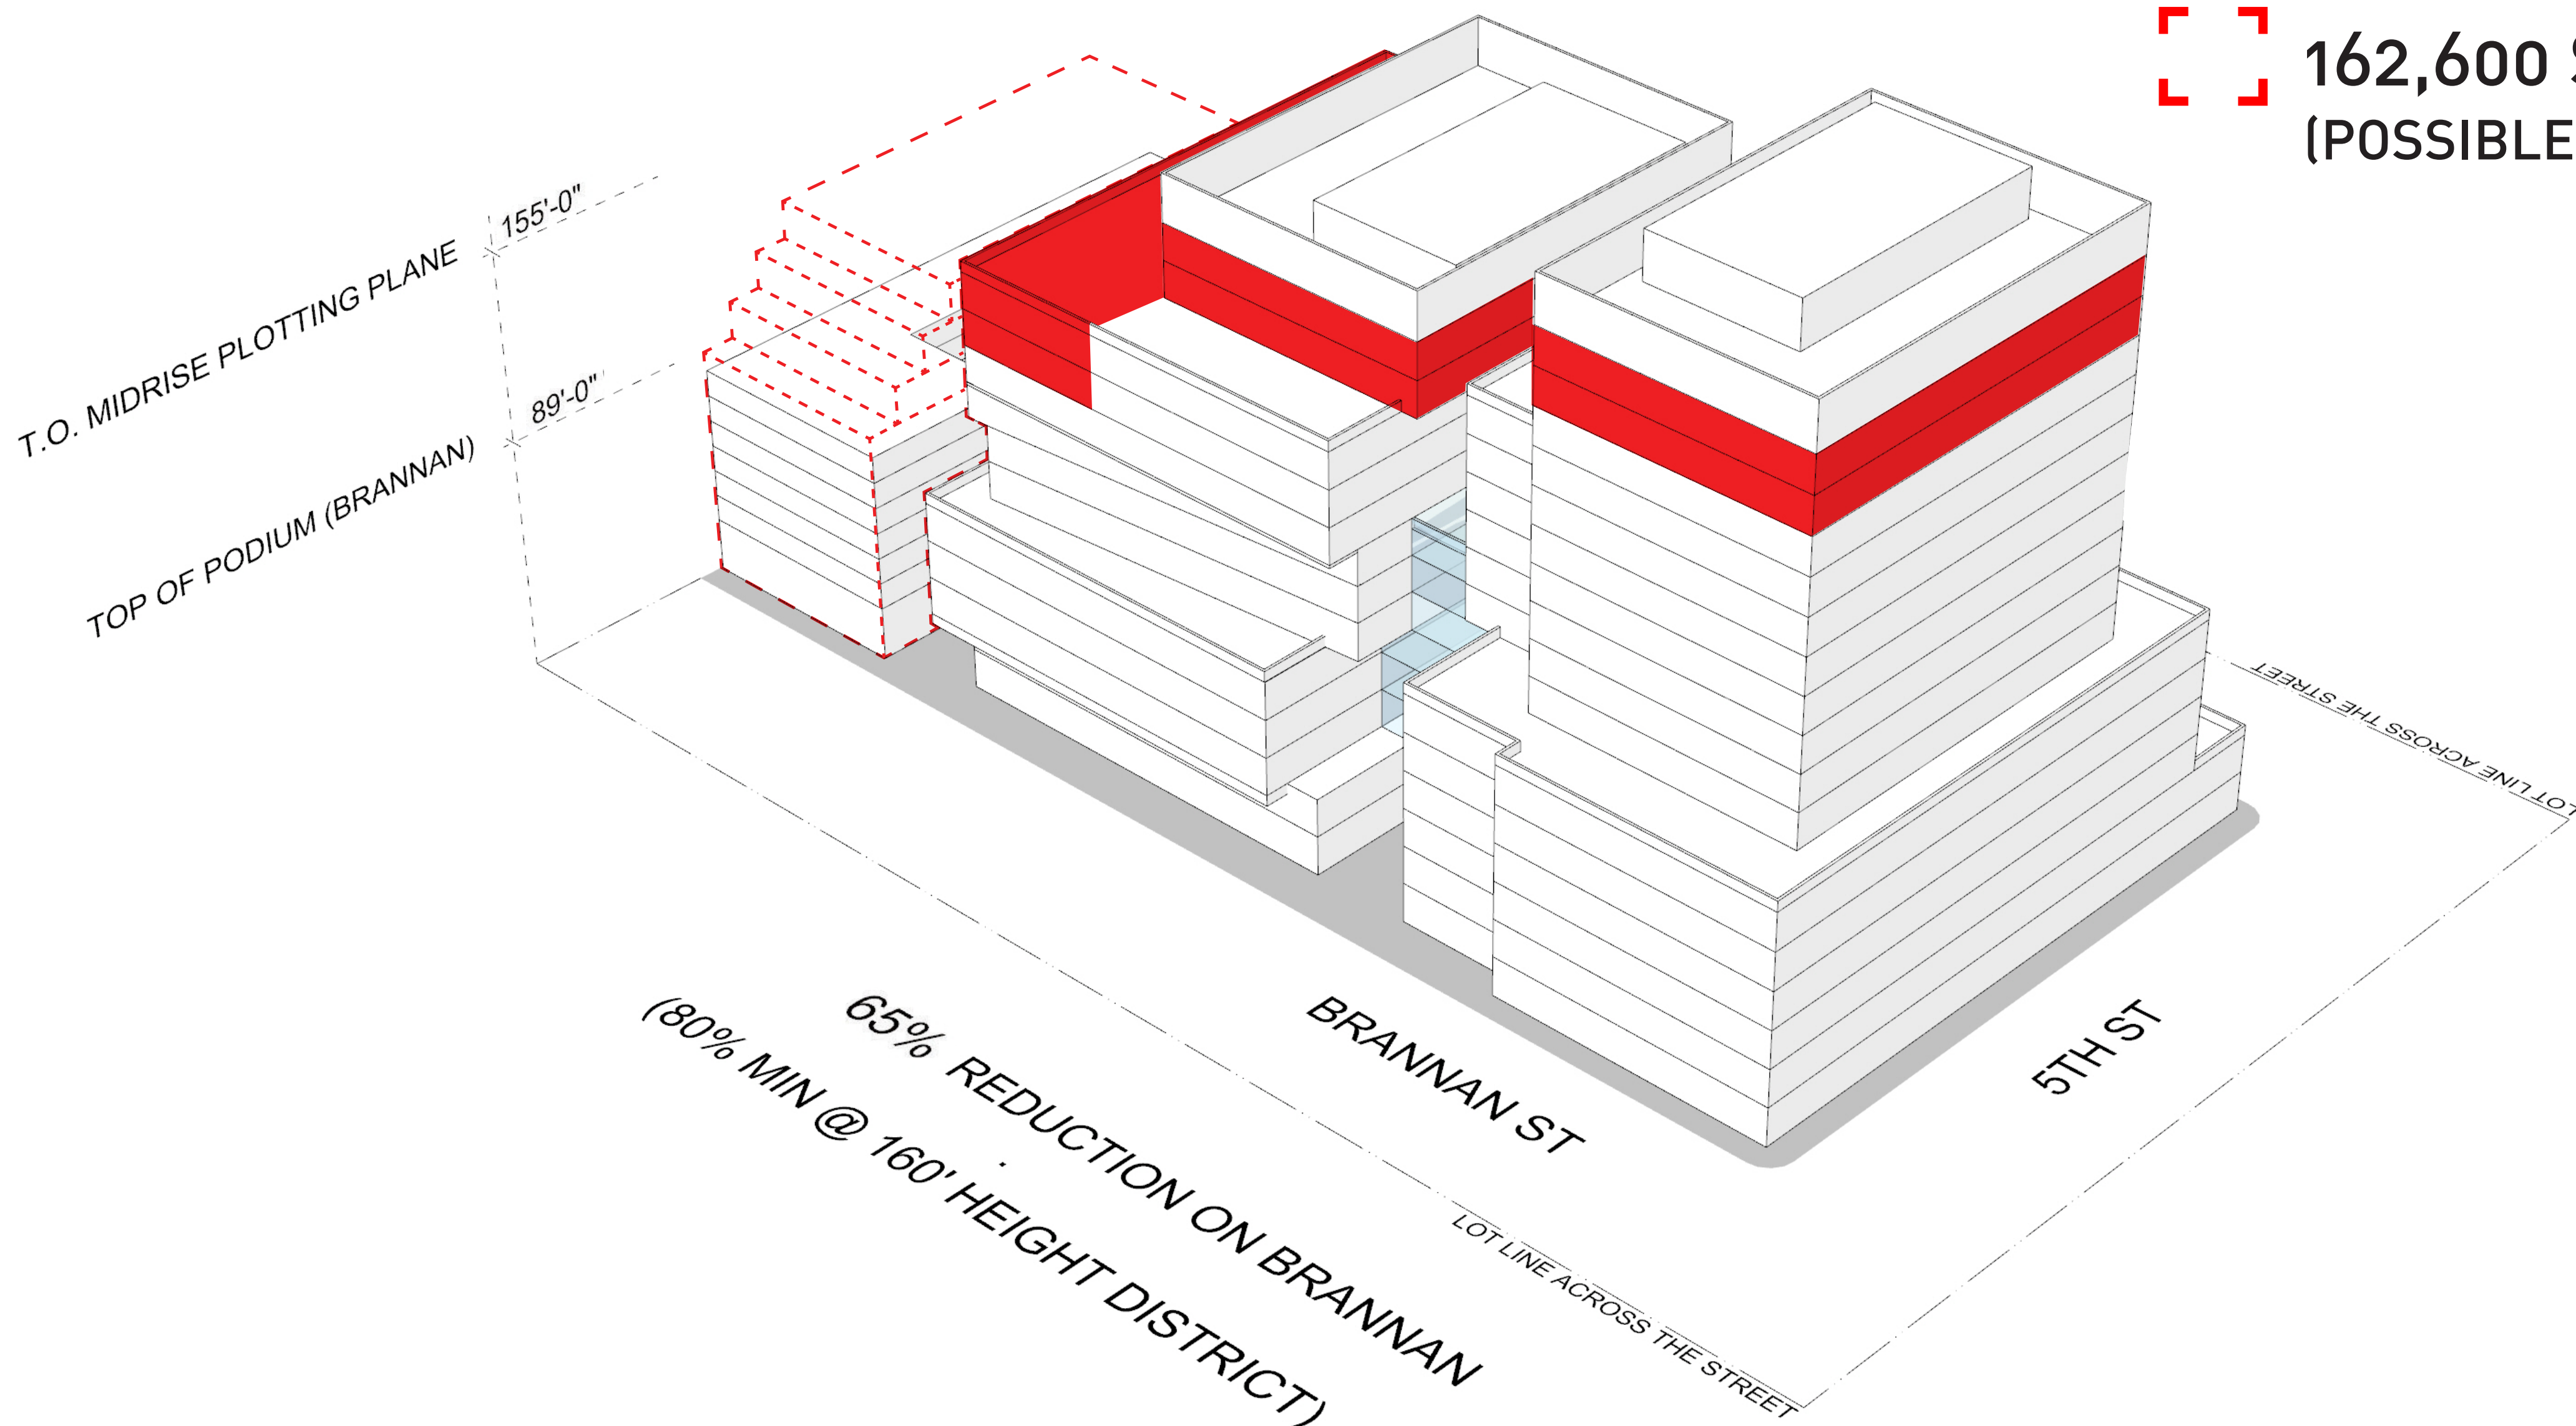 162,600
(POSSIBLE
155'-0"
T.O. MIDRISE PLOTTING PLANE
89'-0"
TOP OF PODIUM (BRANNAN)
LOT LINE ACROSS THE STREET
5TH ST
BRANNAN ST
65% REDUCTION ON BRANNAN
(80% MIN @ 160' HEIGHT DISTRICT)
LOT LINE ACROSS THE STREET